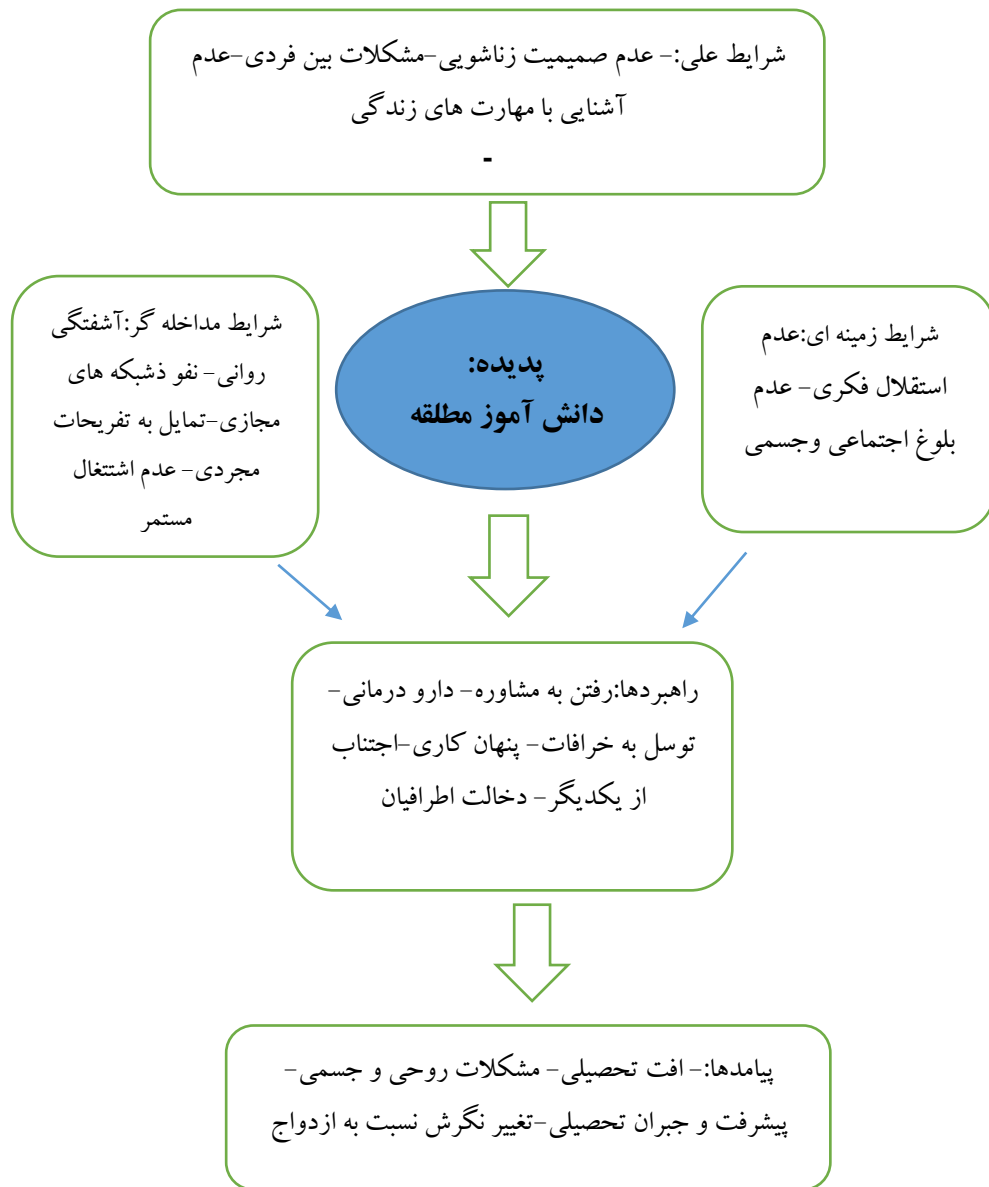 شرایط علی:- عدم صمیمیت زناشویی-مشکلات بین فردی-عدم
آشنایی با مهارت های زندگی
-
شرایط زمینه ای:عدم
استقلال فکری- عدم
بلوغ اجتماعی وجسمی
پدیده:
دانش آموز مطلقه
شرایط مداخله گر:آشفتگی
روانی- نفو ذشبکه های
مجازی-تمایل به تفریحات
مجردی- عدم اشتتغال
مستمر
راهبردها:رفتن به مشاوره- دارو درمانی-
توسل به خرافات- پنهان کاری-اجتناب
از یکدیگر- دخالت اطرافیان
پیامدها:- افت تحصیلی- مشکلات روحی و جسمی-
پیشرفت و جبران تحصیلی-تغییر نگرش نسبت به ازدواج